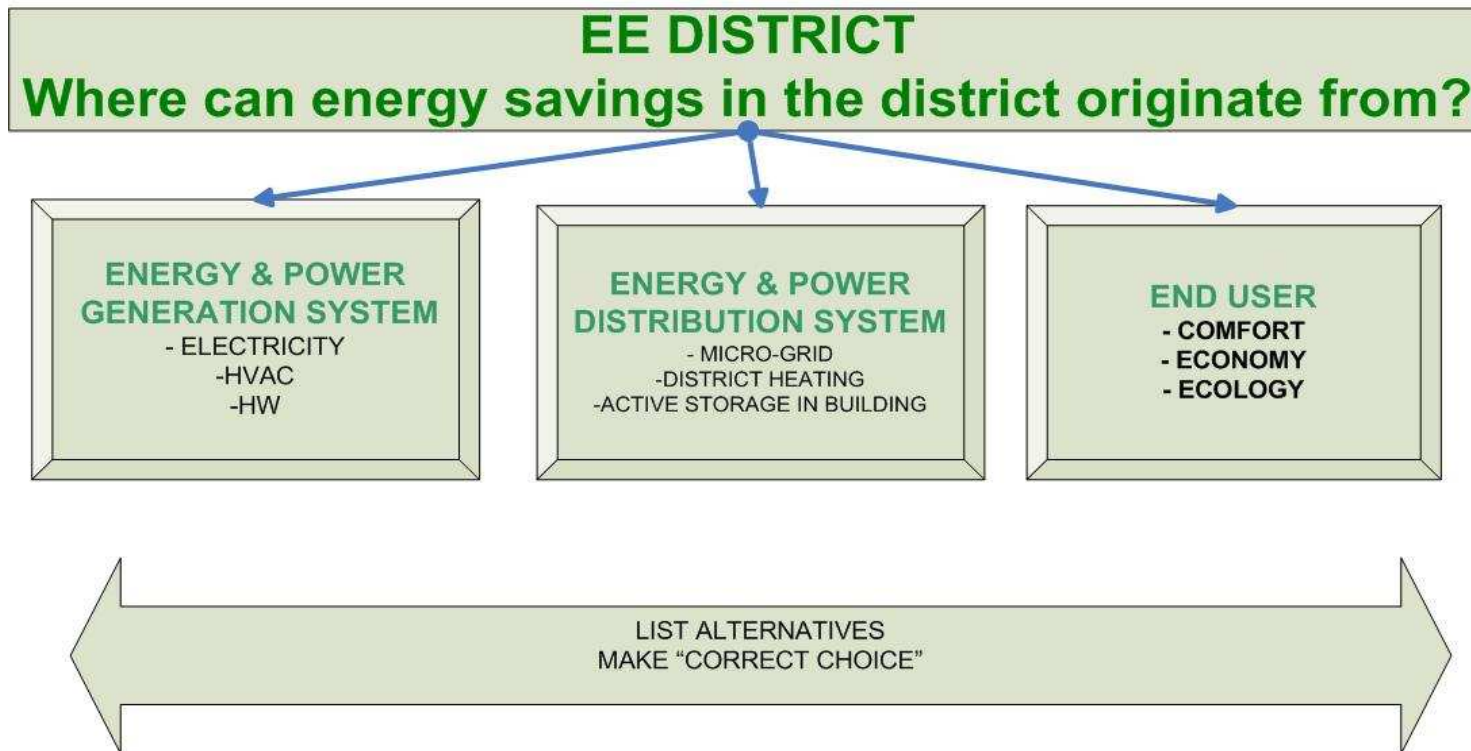 EE DISTRICT
Where can energy savings in the district originate from?
ENERGY & POWER
GENERATION SYSTEM
- ELECTRICITY
-HVAC
-HW
ENERGY & POWER
DISTRIBUTION SYSTEM
- MICRO-GRID
-DISTRICT HEATING
-ACTIVE STORAGE IN BUILDING
END USER
- COMFORT
- ECONOMY
- ECOLOGY
LIST ALTERNATIVES
MAKE “CORRECT CHOICE”